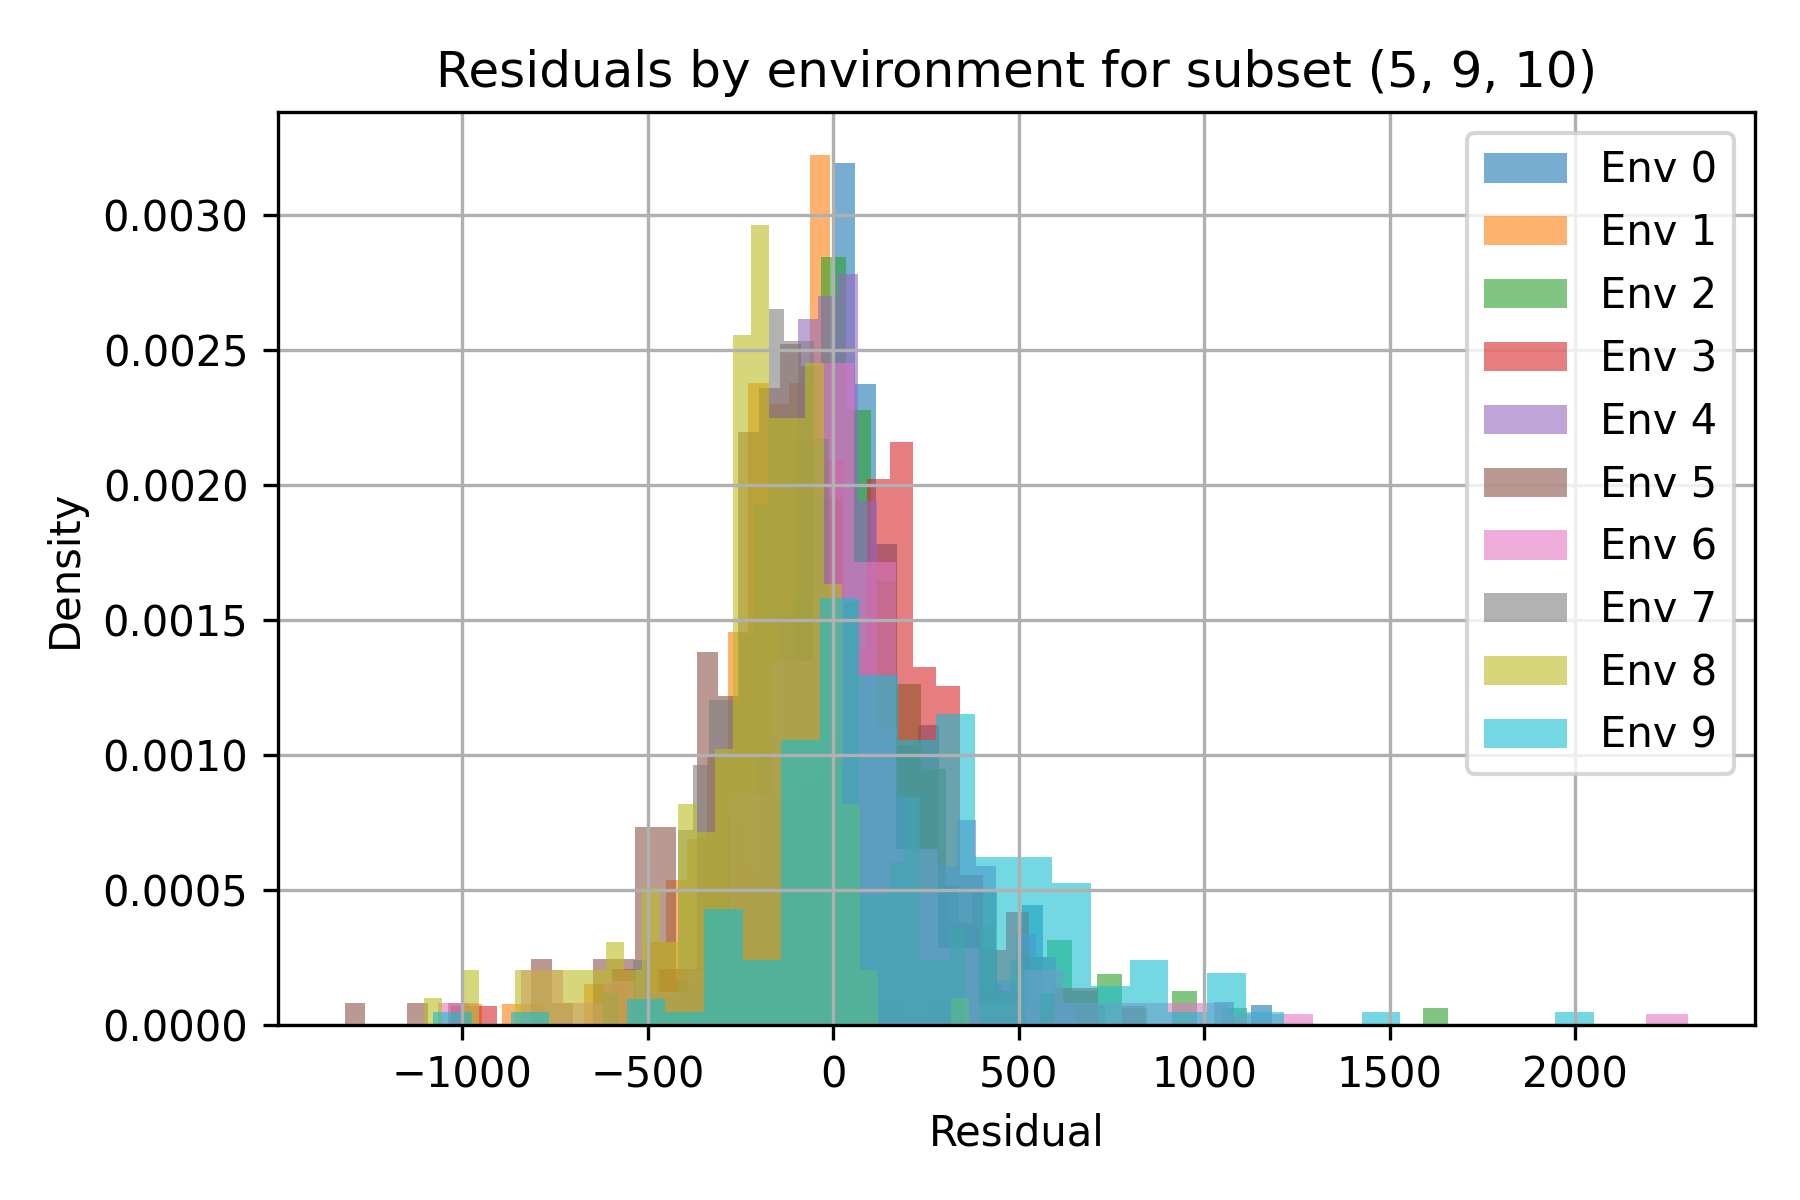 Residuals by environment for subset (5, 9, 10)
Density
0.0030
0.0025
0.0020
0.0015
0.0010
0.0005
0.0000
−1000
−500
0
500
1000
1500
2000
Residual
Env 0
Env 1
Env 2
Env 3
Env 4
Env 5
Env 6
Env 7
Env 8
Env 9